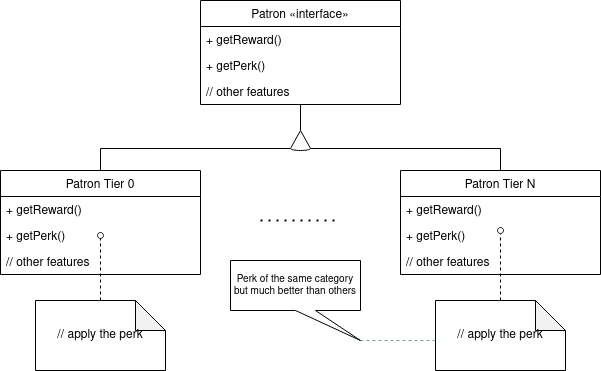 Patron «interface»
+ getReward()
+ getPerk()
// other features
Patron Tier 0
+ getReward()
+ getPerk()
// other features
..........
Patron Tier N
+ getReward()
+ getPerk()
// other features
Perk of the same category
but much better than others
// apply the perk
// apply the perk